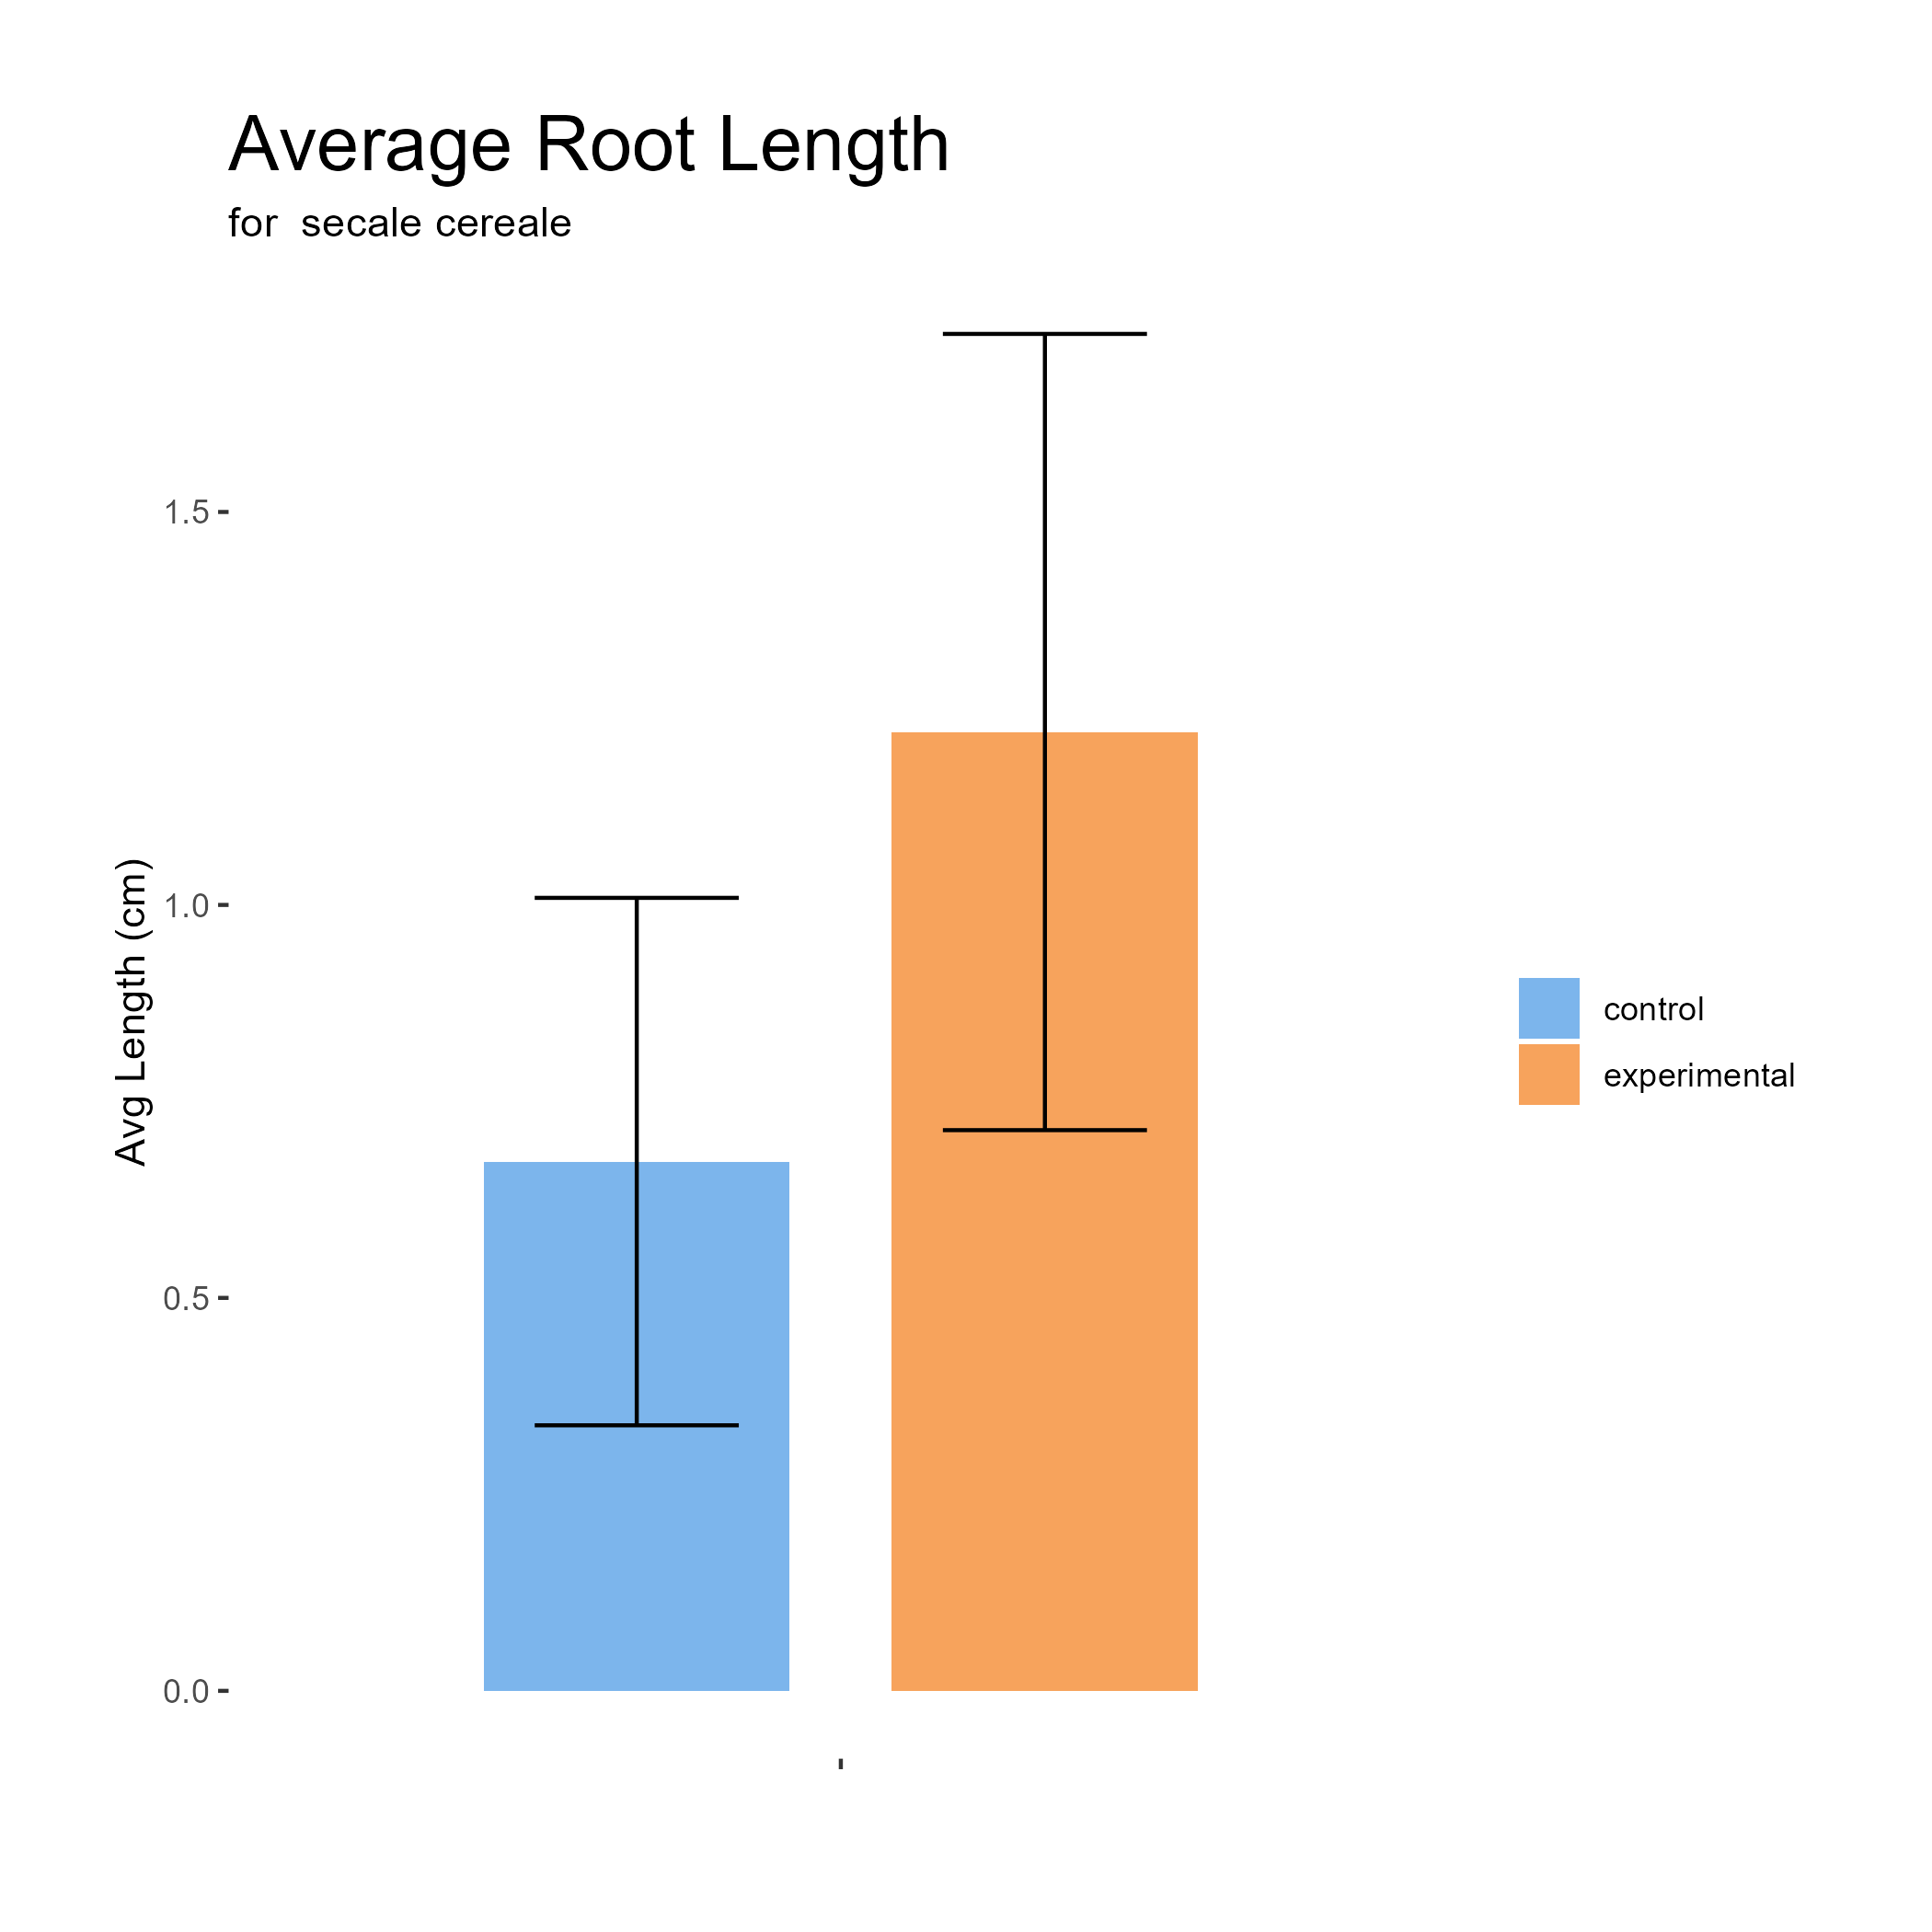 Average Root Length
for  secale cereale
Avg Length (cm)
1.5
1.0
0.5
0.0
control
experimental